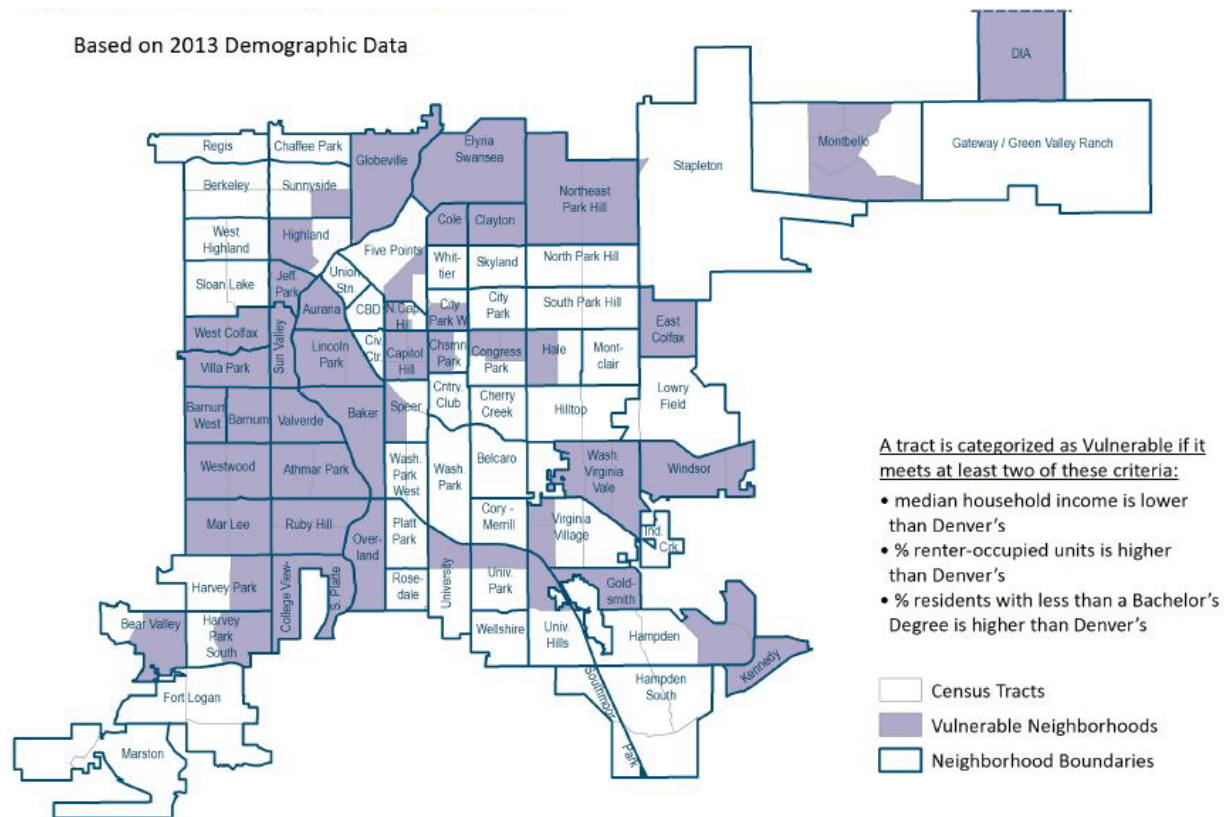 Based on 2013 Demographic Data
DIA
Regis
Chaffee Park
Globeville
Elyria
Swansea
Stapleton
Montbello
Gateway / Green Valley Ranch
Berkeley
Sunnyside
Northeast
Park Hill
West
Highland
Highland
Five Points
Cole
Clayton
Whit-
tier
Skyland
North Park Hill
Sloan Lake
Jeff.
Park
Union
Stn.
Auraria
CBD
N.Cap.
Hill
City
Park W
City
Park
South Park Hill
East
Colfax
West Colfax
Sun Valley
Lincoln
Park
Civ.
Ctr.
Capitol
Hill
Chsmn
Park
Congress
Park
Hale
Mont-
clair
Villa Park
Barnum
West
Barnum
Valverde
Baker
Speer
Cntry.
Club
Cherry
Creek
Hilltop
Lowry
Field
Westwood
Athmar Park
Wash.
Park
West
Wash.
Park
Belcaro
Wash.
Virginia
Vale
Windsor
Mar Lee
Ruby Hill
Over-
land
Platt
Park
Cory -
Merrill
Virginia
Village
Ind.
Crk.
Harvey Park
College View-
S. Platte
Rose-
dale
University
Univ.
Park
Gold-
smith
Bear Valley
Harvey
Park
South
Wellshire
Univ.
Hills
Hampden
Kennedy
Fort Logan
Southmoor
Park
Hampden
South
Marston
A tract is categorized as Vulnerable if it
meets at least two of these criteria:
• median household income is lower
than Denver's
• % renter-occupied units is higher
than Denver's
• % residents with less than a Bachelor's
Degree is higher than Denver's
Census Tracts
Vulnerable Neighborhoods
Neighborhood Boundaries